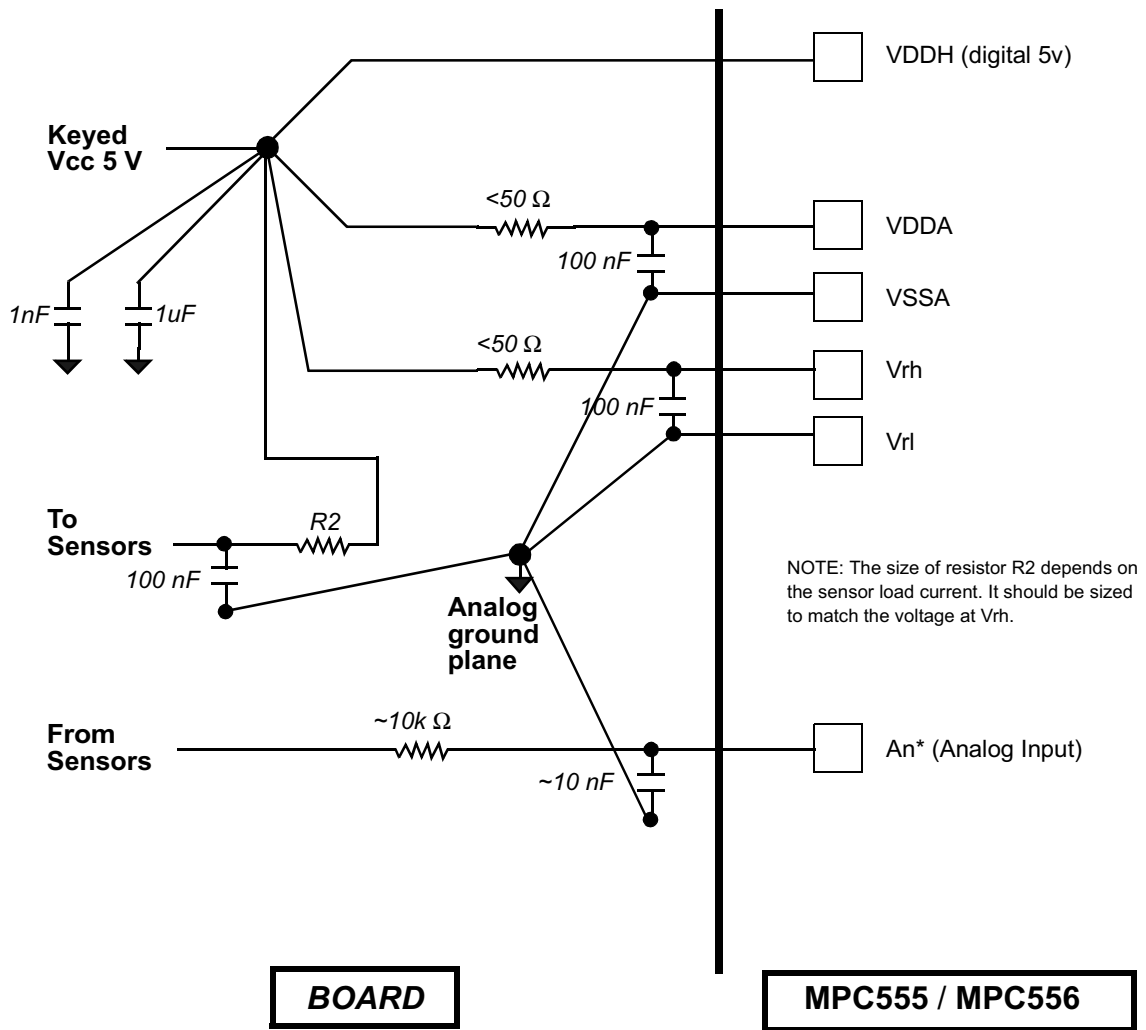 VDDH (digital 5v)
Keyed
Vcc 5 V
<50 Ω
VDDA
100 nF
VSSA
1nF
1uF
<50 Ω
Vrh
100 nF
Vrl
To
Sensors
R2
100 nF
Analog
ground
plane
NOTE: The size of resistor R2 depends on
the sensor load current. It should be sized
to match the voltage at Vrh.
From
Sensors
~10k Ω
An* (Analog Input)
~10 nF
BOARD
MPC555 / MPC556